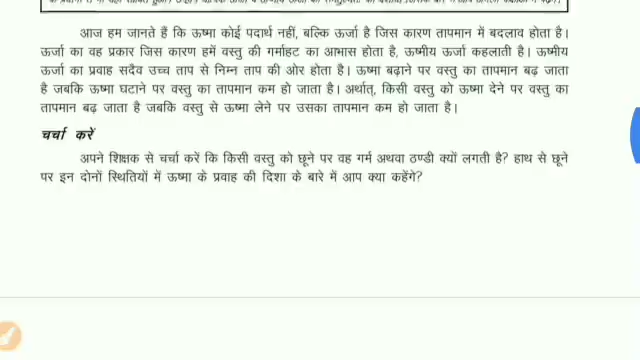 आज हम जानते हैं कि ऊष्मा कोई पदार्थ नहीं, बल्कि ऊर्जा है जिस कारण तापमान में बदलाव होता है।
ऊर्जा का वह प्रकार जिस कारण हमें वस्तु की गर्माहट का आभास होता है, ऊष्मीय ऊर्जा कहलाती है। ऊष्मीय
ऊर्जा का प्रवाह सदैव उच्च ताप से निम्न ताप की ओर होता है। ऊष्मा बढ़ाने पर वस्तु का तापमान बढ़ जाता
है जबकि ऊष्मा घटाने पर वस्तु का तापमान कम हो जाता है। अर्थात्, किसी वस्तु को ऊष्मा देने पर वस्तु का
तापमान बढ़ जाता है जबकि वस्तु से ऊष्मा लेने पर उसका तापमान कम हो जाता है।
चर्चा करें
अपने शिक्षक से चर्चा करें कि किसी वस्तु को छूने पर वह गर्म अथवा ठण्डी क्यों लगती है? हाथ से छूने
पर इन दोनों स्थितियों में ऊष्मा के प्रवाह की दिशा के बारे में आप क्या कहेंगे?